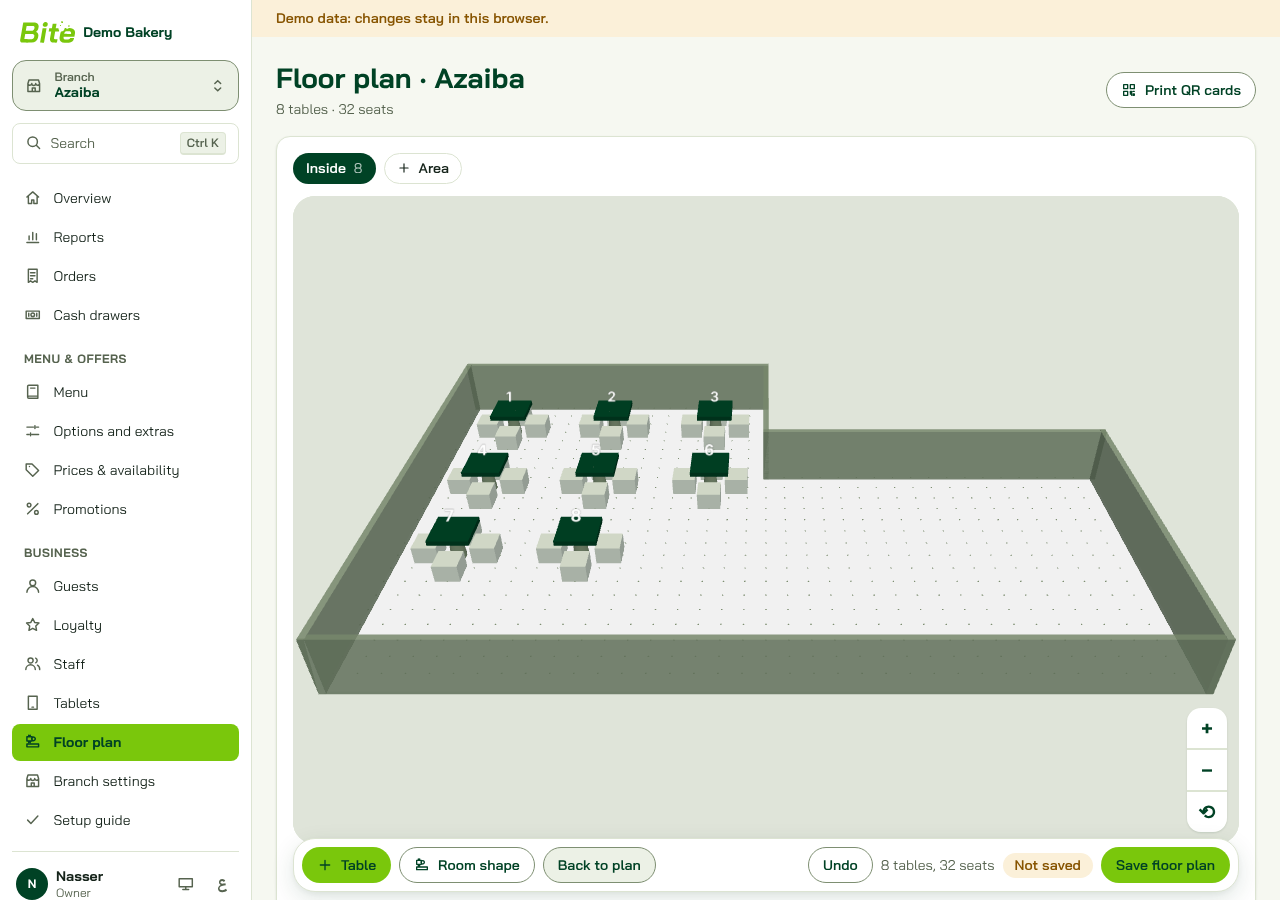 Demo data: changes stay in this browser.
Bite Demo Bakery
Branch
Azaiba
Search Ctrl K
Overview
Reports
Orders
Cash drawers
MENU & OFFERS
Menu
Options and extras
Prices & availability
Promotions
BUSINESS
Guests
Loyalty
Staff
Tablets
Floor plan
Branch settings
Setup guide
N Nasser
Owner
ع
Floor plan · Azaiba
8 tables · 32 seats
Print QR cards
Inside 8
+ Area
1 2 3
4 5 6
7 8
+
−
⟲
+ Table
Room shape
Back to plan
Undo
8 tables, 32 seats
Not saved
Save floor plan